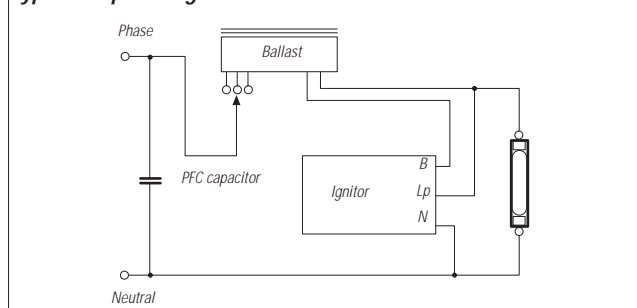 Phase
Ballast
PFC capacitor
Ignitor
B
Lp
N
Neutral